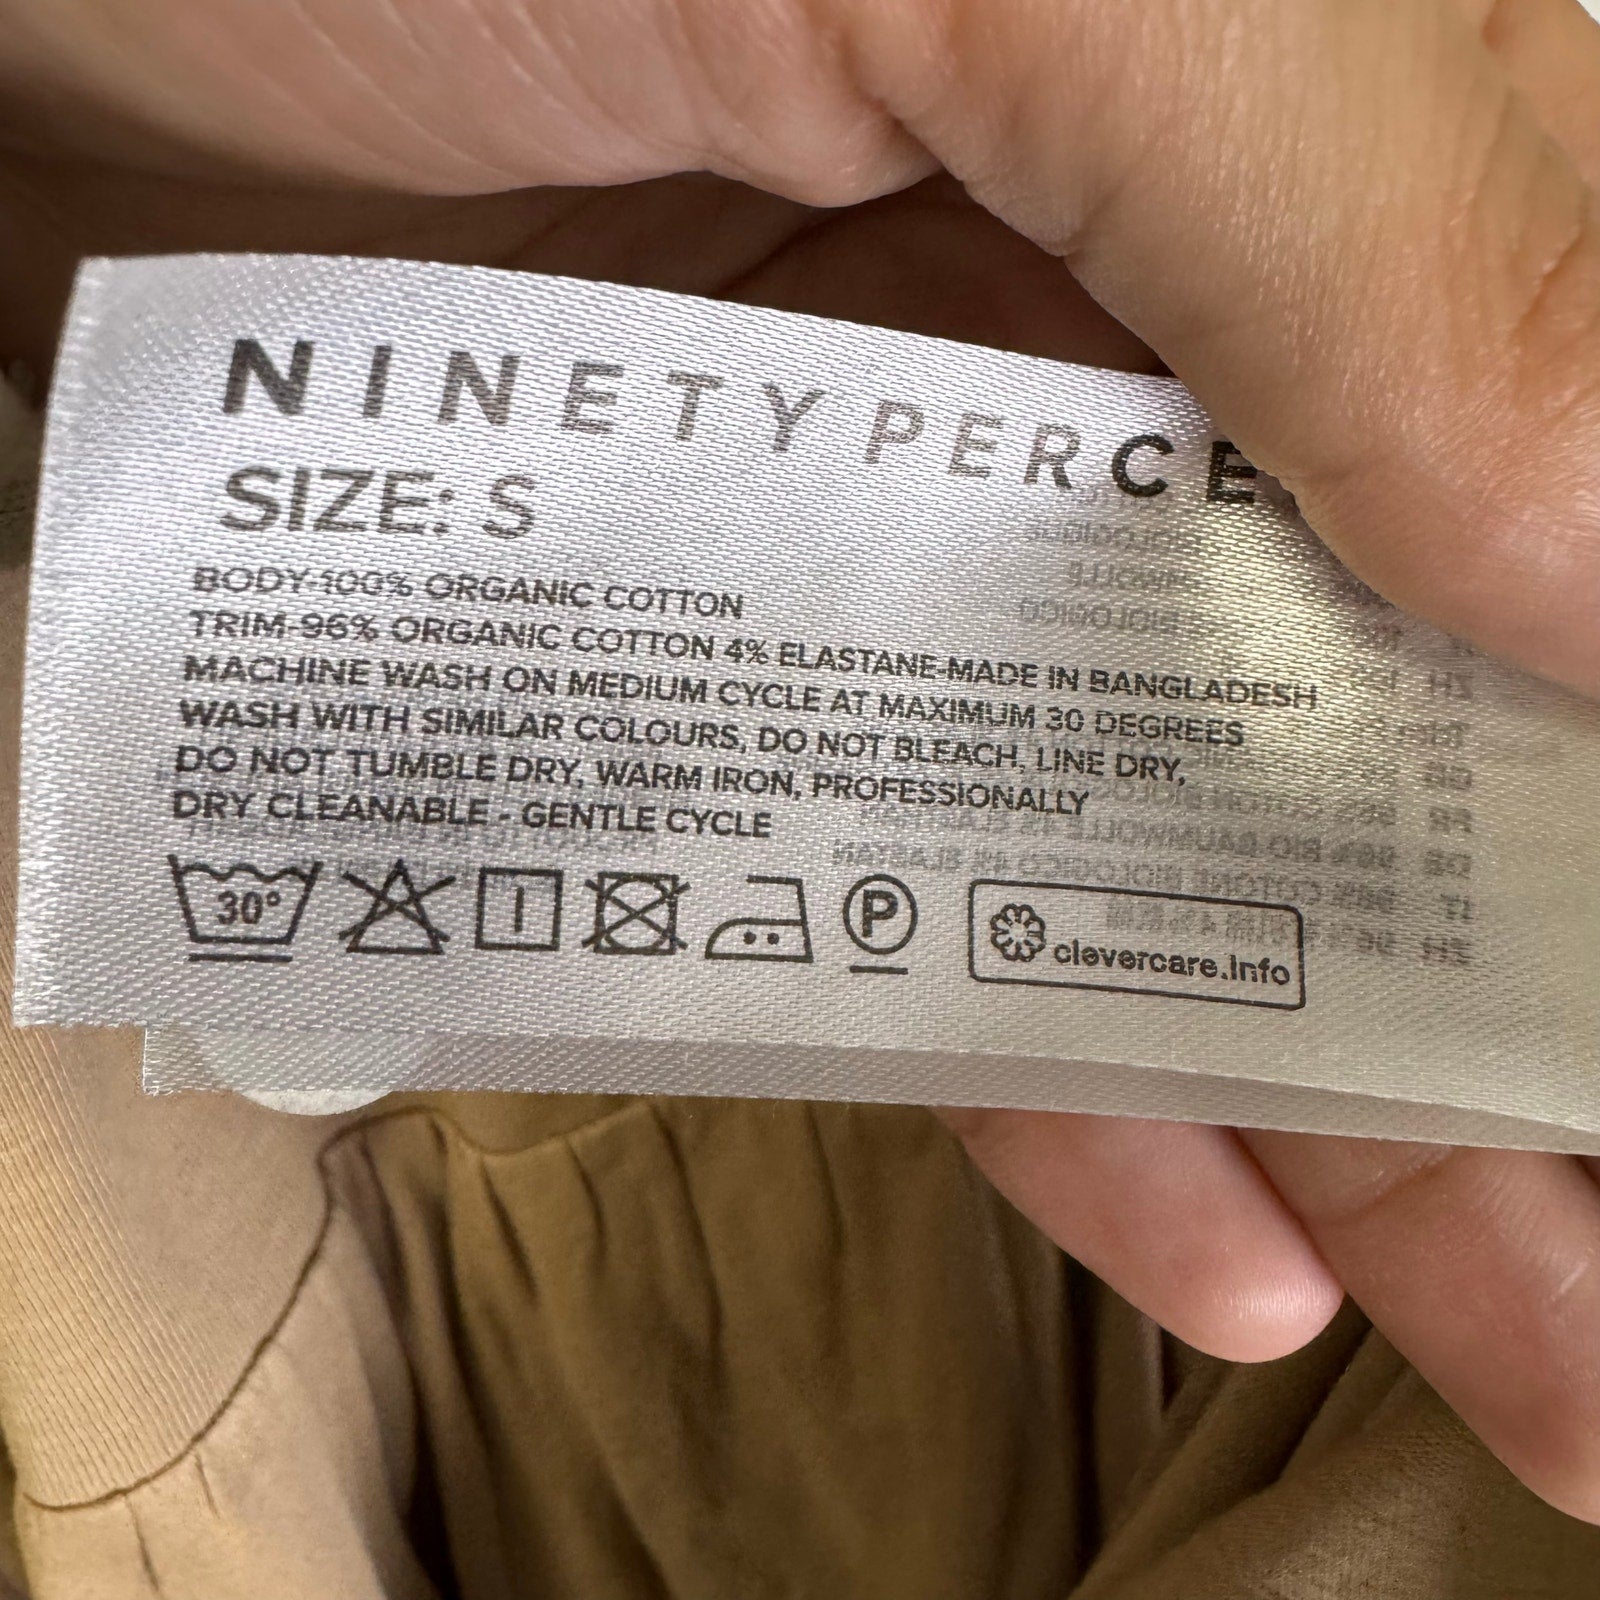 NINETY PERCE
SIZE: S
BODY-100% ORGANIC COTTON
TRIM-96% ORGANIC COTTON 4% ELASTANE-MADE IN BANGLADESH
MACHINE WASH ON MEDIUM CYCLE AT MAXIMUM 30 DEGREES
WASH WITH SIMILAR COLOURS, DO NOT BLEACH, LINE DRY,
DO NOT TUMBLE DRY, WARM IRON, PROFESSIONALLY
DRY CLEANABLE - GENTLE CYCLE
30° P clevercare.info